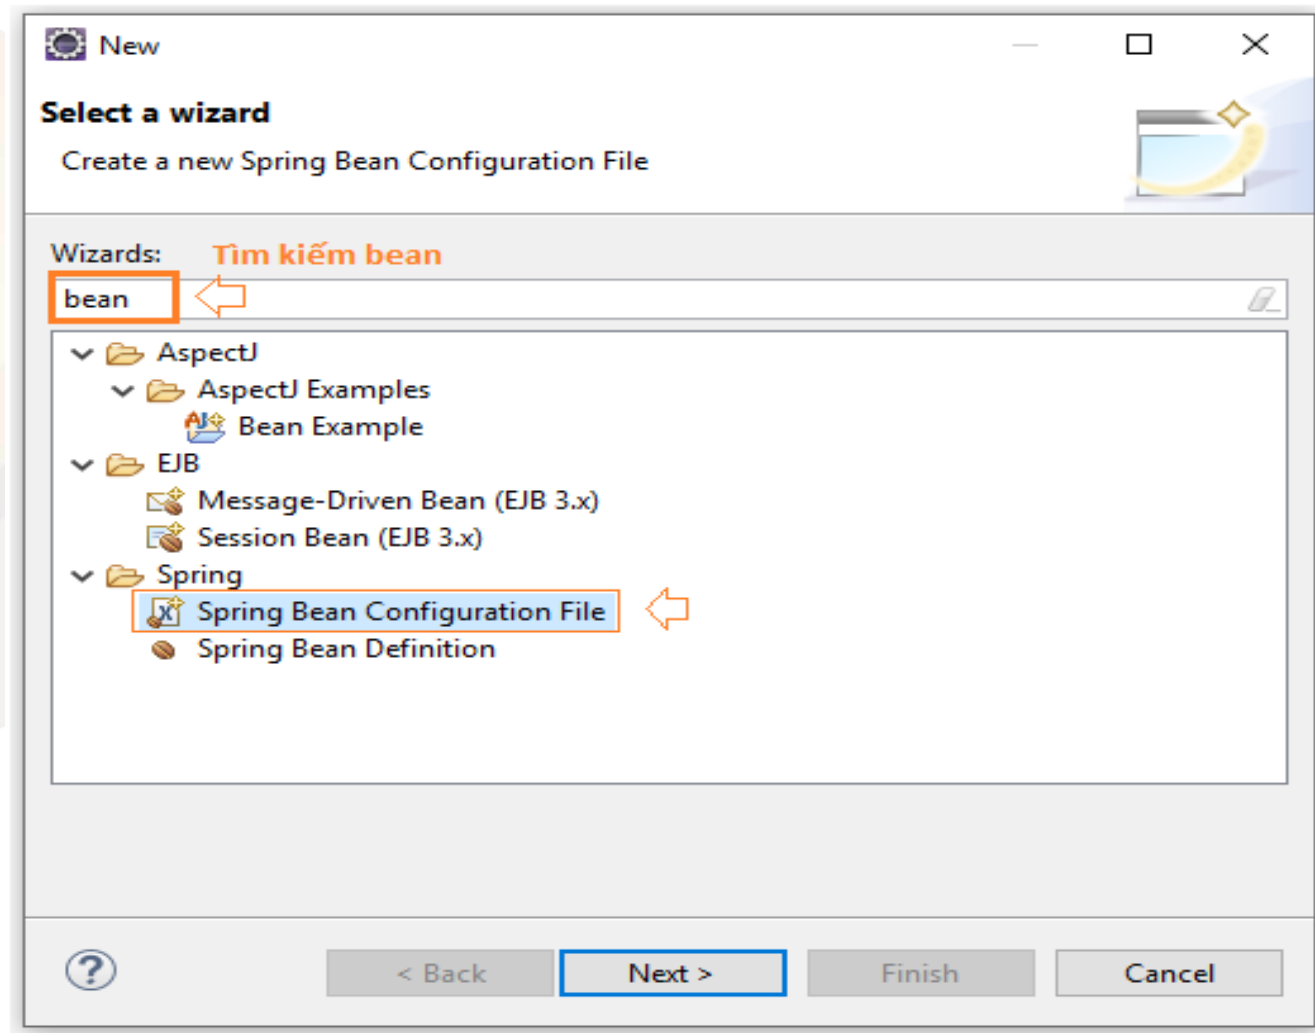 New
Select a wizard
Create a new Spring Bean Configuration File
Wizards: Tìm kiếm bean
bean
AspectJ
AspectJ Examples
Bean Example
EJB
Message-Driven Bean (EJB 3.x)
Session Bean (EJB 3.x)
Spring
Spring Bean Configuration File
Spring Bean Definition
< Back Next > Finish Cancel